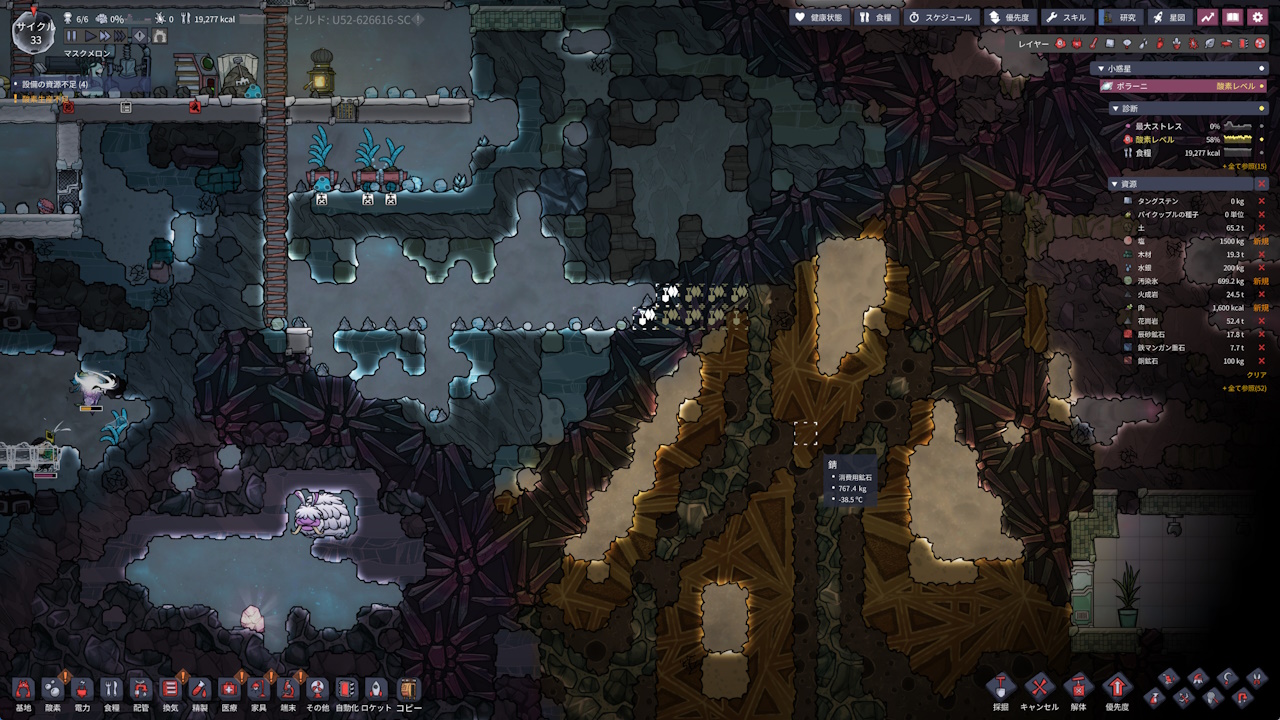 サイクル
33
6/6
0%
0
19,277 kcal
ビルド: U52-626616-SC
マスクメロン
設備の資源不足 (4)
健康状態
食糧
スケジュール
優先度
スキル
研究
星図
レイヤー
小惑星
ポラーニ
酸素レベル
診断
最大ストレス
0%
酸素レベル
58%
食糧
19,277 kcal
+ 全て参照(15)
資源
タングステン
0 kg
パイクアップルの種子
0 単位
土
65.2 t
塩
1500 kg
新規
木材
19.3 t
水銀
200 kg
汚染氷
699.2 kg
新規
火成岩
24.5 t
肉
1,600 kcal
新規
花崗岩
52.4 t
辰砂鉱石
17.8 t
鉄マンガン重石
7.7 t
銅鉱石
100 kg
クリア
+ 全て参照(52)
錆
• 消費用鉱石
• 767.4 kg
• -38.5 ℃
基地
酸素
電力
食糧
配管
換気
精製
医療
家具
端末
その他
自動化
ロケット
コピー
採掘
キャンセル
解体
優先度